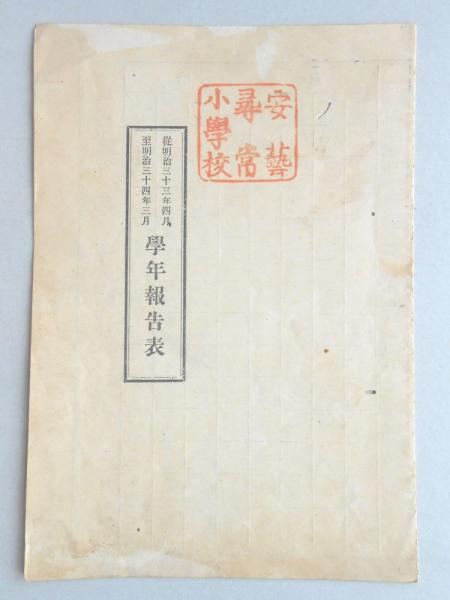 安藝
尋常
小學校
從明治三十三年四月
至明治三十四年三月
學年報告表